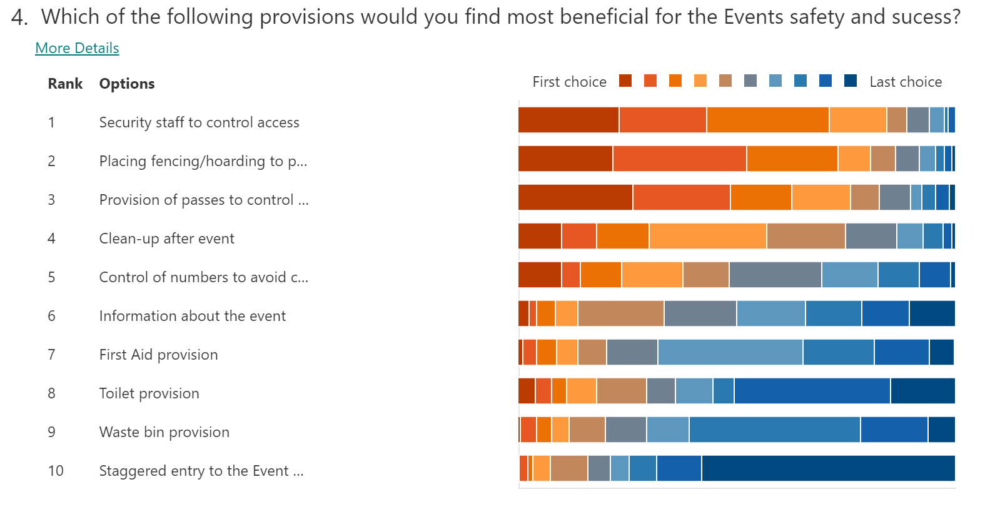 4. Which of the following provisions would you find most beneficial for the Events safety and sucess?
More Details
Rank Options First choice Last choice
1 Security staff to control access
2 Placing fencing/hoarding to p...
3 Provision of passes to control ...
4 Clean-up after event
5 Control of numbers to avoid c...
6 Information about the event
7 First Aid provision
8 Toilet provision
9 Waste bin provision
10 Staggered entry to the Event ...